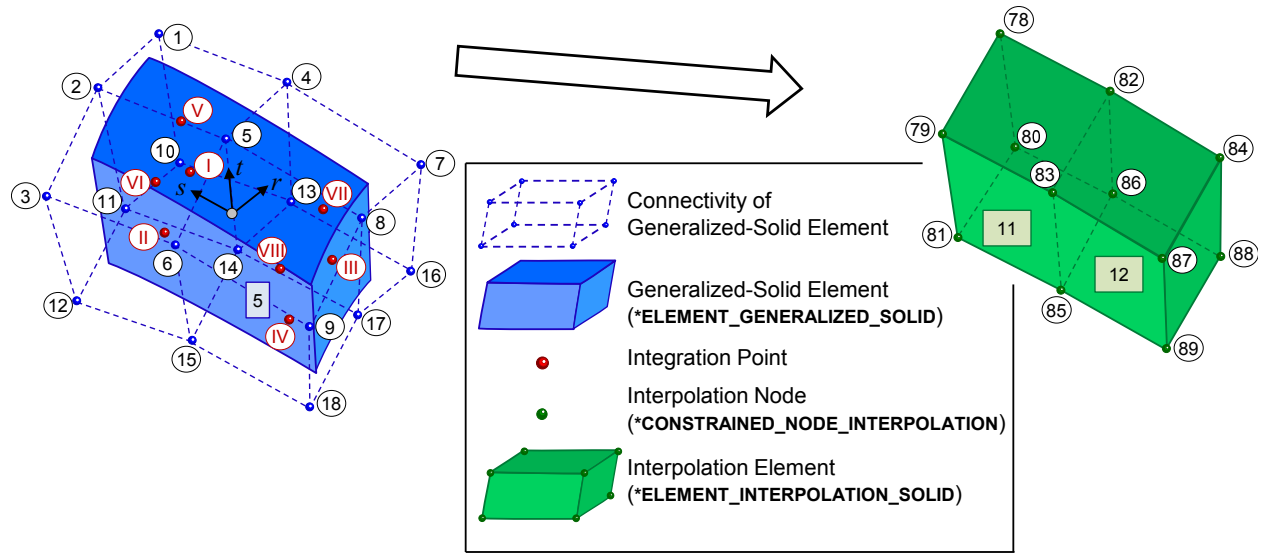 1
2
4
V
5
7
10
I
t
VI
s
r
13
VII
3
11
8
II
6
14
VIII
III
16
12
5
IV
9
17
15
18
Connectivity of
Generalized-Solid Element
Generalized-Solid Element
(*ELEMENT_GENERALIZED_SOLID)
Integration Point
Interpolation Node
(*CONSTRAINED_NODE_INTERPOLATION)
Interpolation Element
(*ELEMENT_INTERPOLATION_SOLID)
78
82
79
80
84
83
86
81
11
87
88
12
85
89